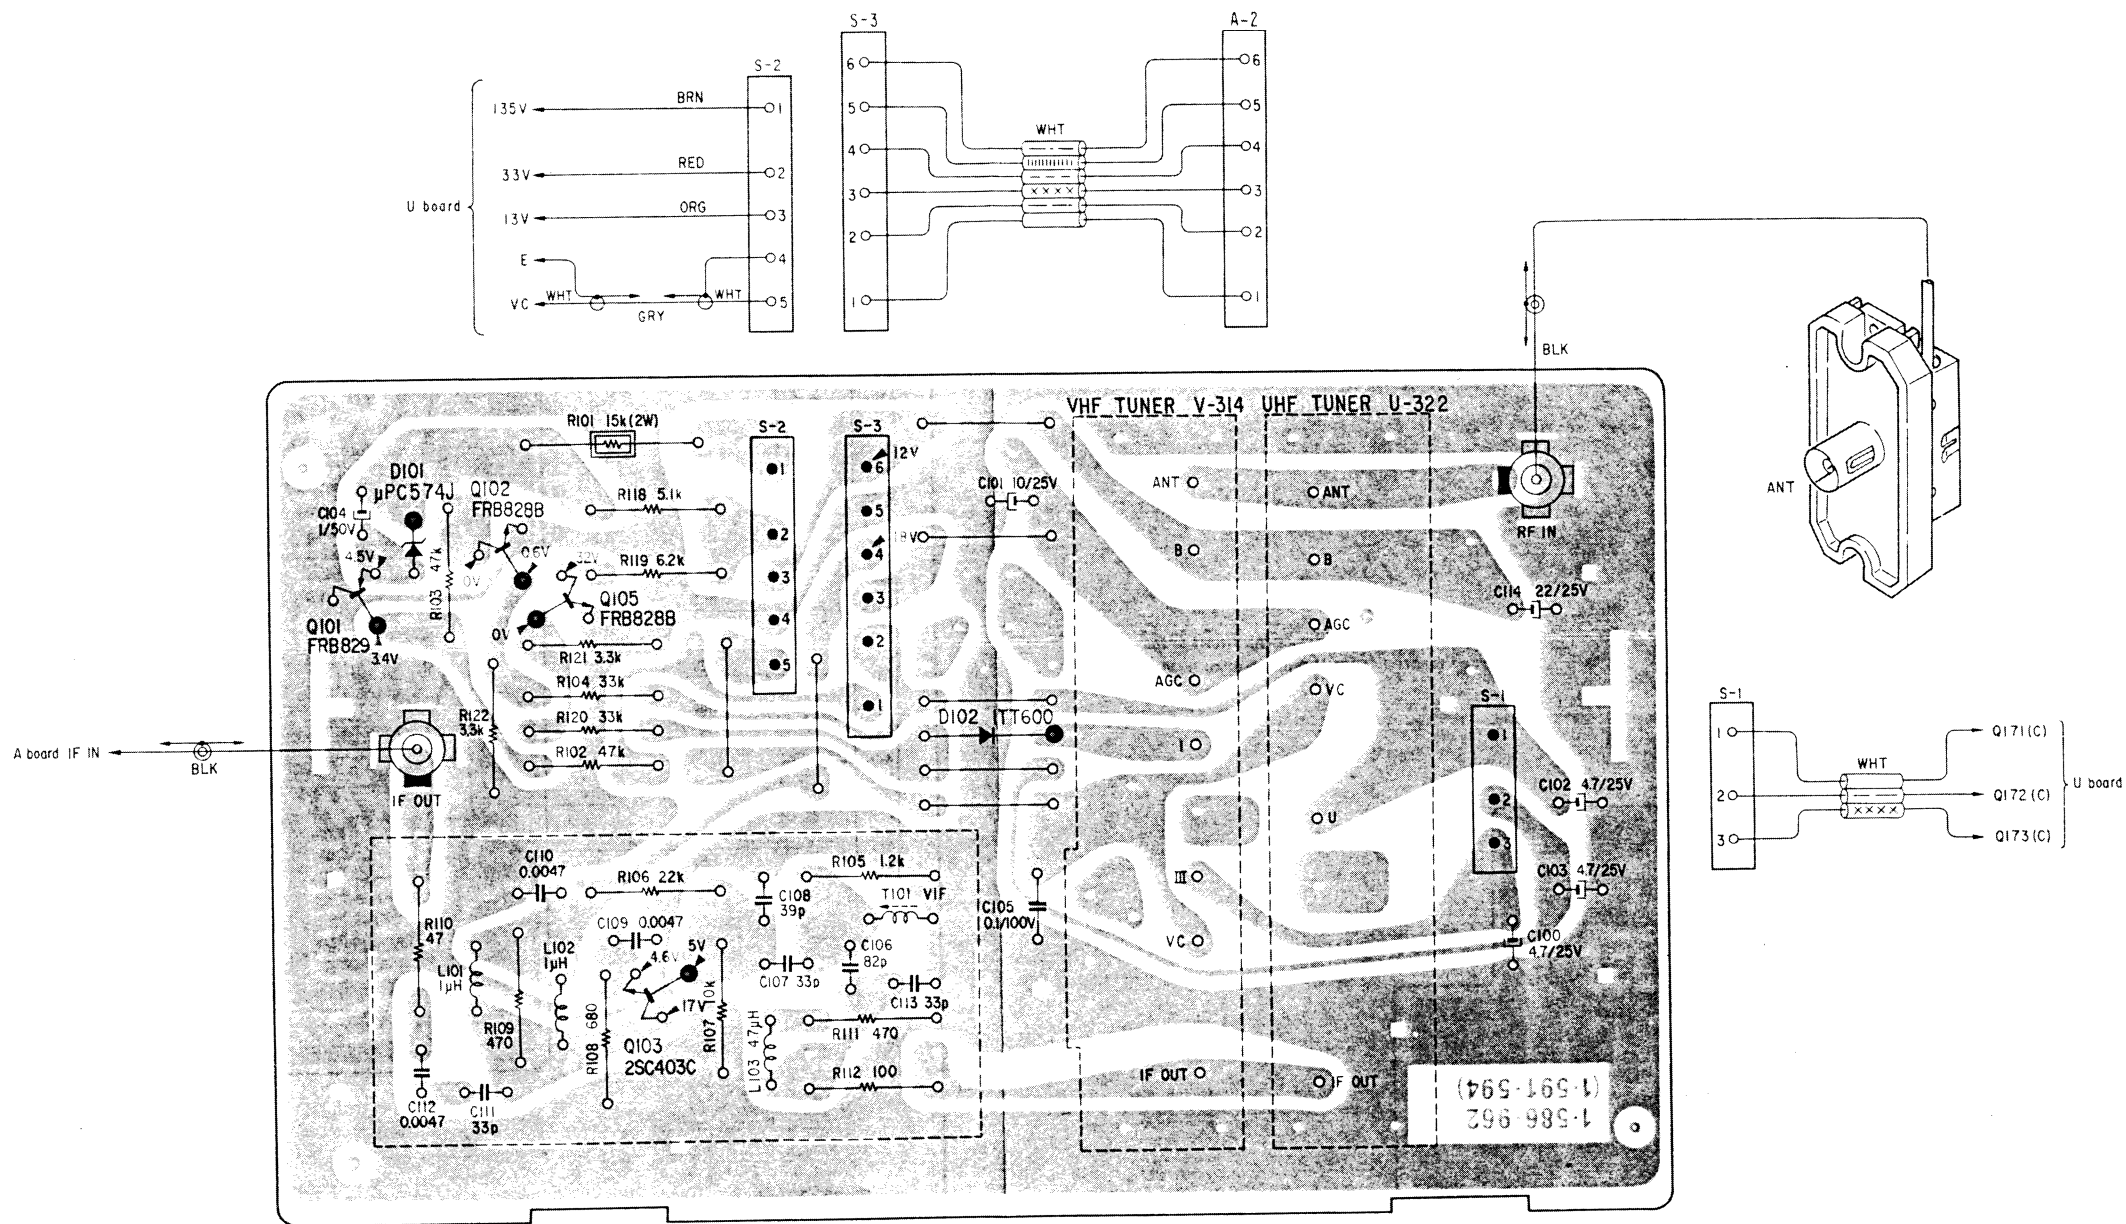 S-3
A-2
S-2
6
5
4
3
2
1
6
5
4
3
2
1
WHT
U board
135V
BRN
1
33V
RED
2
13V
ORG
3
E
4
VC
WHT
GRY
WHT
5
BLK
ANT
VHF TUNER V-314
UHF TUNER U-322
R101 15k(2W)
S-2
1
2
3
4
5
S-3
12V
6
5
18V
4
3
2
1
D101
μPC574J
Q102
FRB828B
C104
1/50V
4.5V
R103 47k
0V
0.6V
32V
R118 5.1k
R119 6.2k
Q105
FRB828B
0V
Q101
FRB829
3.4V
R121 3.3k
R104 33k
R120 33k
R102 47k
R122
3.3k
C101 10/25V
D102 ITT600
ANT
B
AGC
I
III
VC
IF OUT
ANT
B
AGC
VC
U
IF OUT
RF IN
C114 22/25V
S-1
1
2
3
C102 4.7/25V
C103 4.7/25V
C100
4.7/25V
A board IF IN
BLK
IF OUT
S-1
1
2
3
WHT
Q171(C)
Q172(C)
Q173(C)
U board
C110
0.0047
R106 22k
R105 1.2k
C108
39p
T101 VIF
C105
0.1/100V
R110
47
L101
1μH
L102
1μH
C109 0.0047
5V
4.6V
17V
C106
82p
C107 33p
C113 33p
R109
470
R108 680
Q103
2SC403C
R107 10k
L103 47μH
R111 470
R112 100
C112
0.0047
C111
33p
(1-591-594)
1-586-962